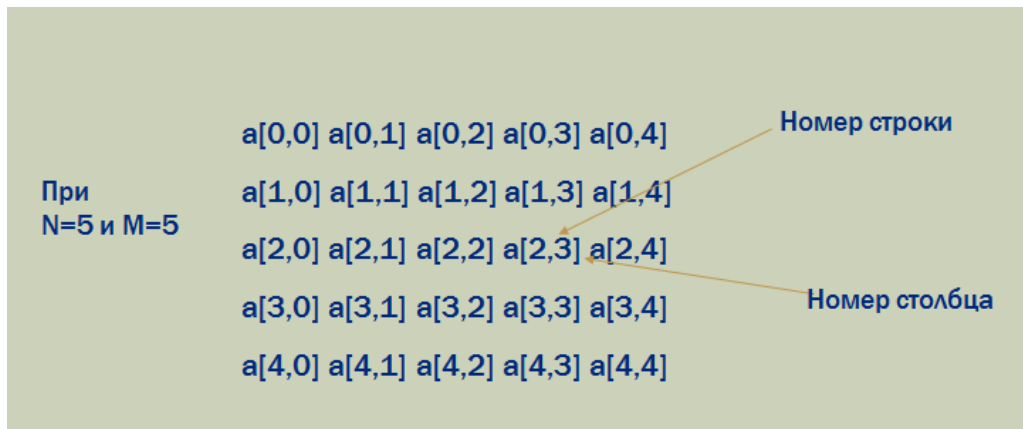 Номер строки
a[0,0] a[0,1] a[0,2] a[0,3] a[0,4]
При
N=5 и M=5
a[1,0] a[1,1] a[1,2] a[1,3] a[1,4]
a[2,0] a[2,1] a[2,2] a[2,3] a[2,4]
Номер столбца
a[3,0] a[3,1] a[3,2] a[3,3] a[3,4]
a[4,0] a[4,1] a[4,2] a[4,3] a[4,4]